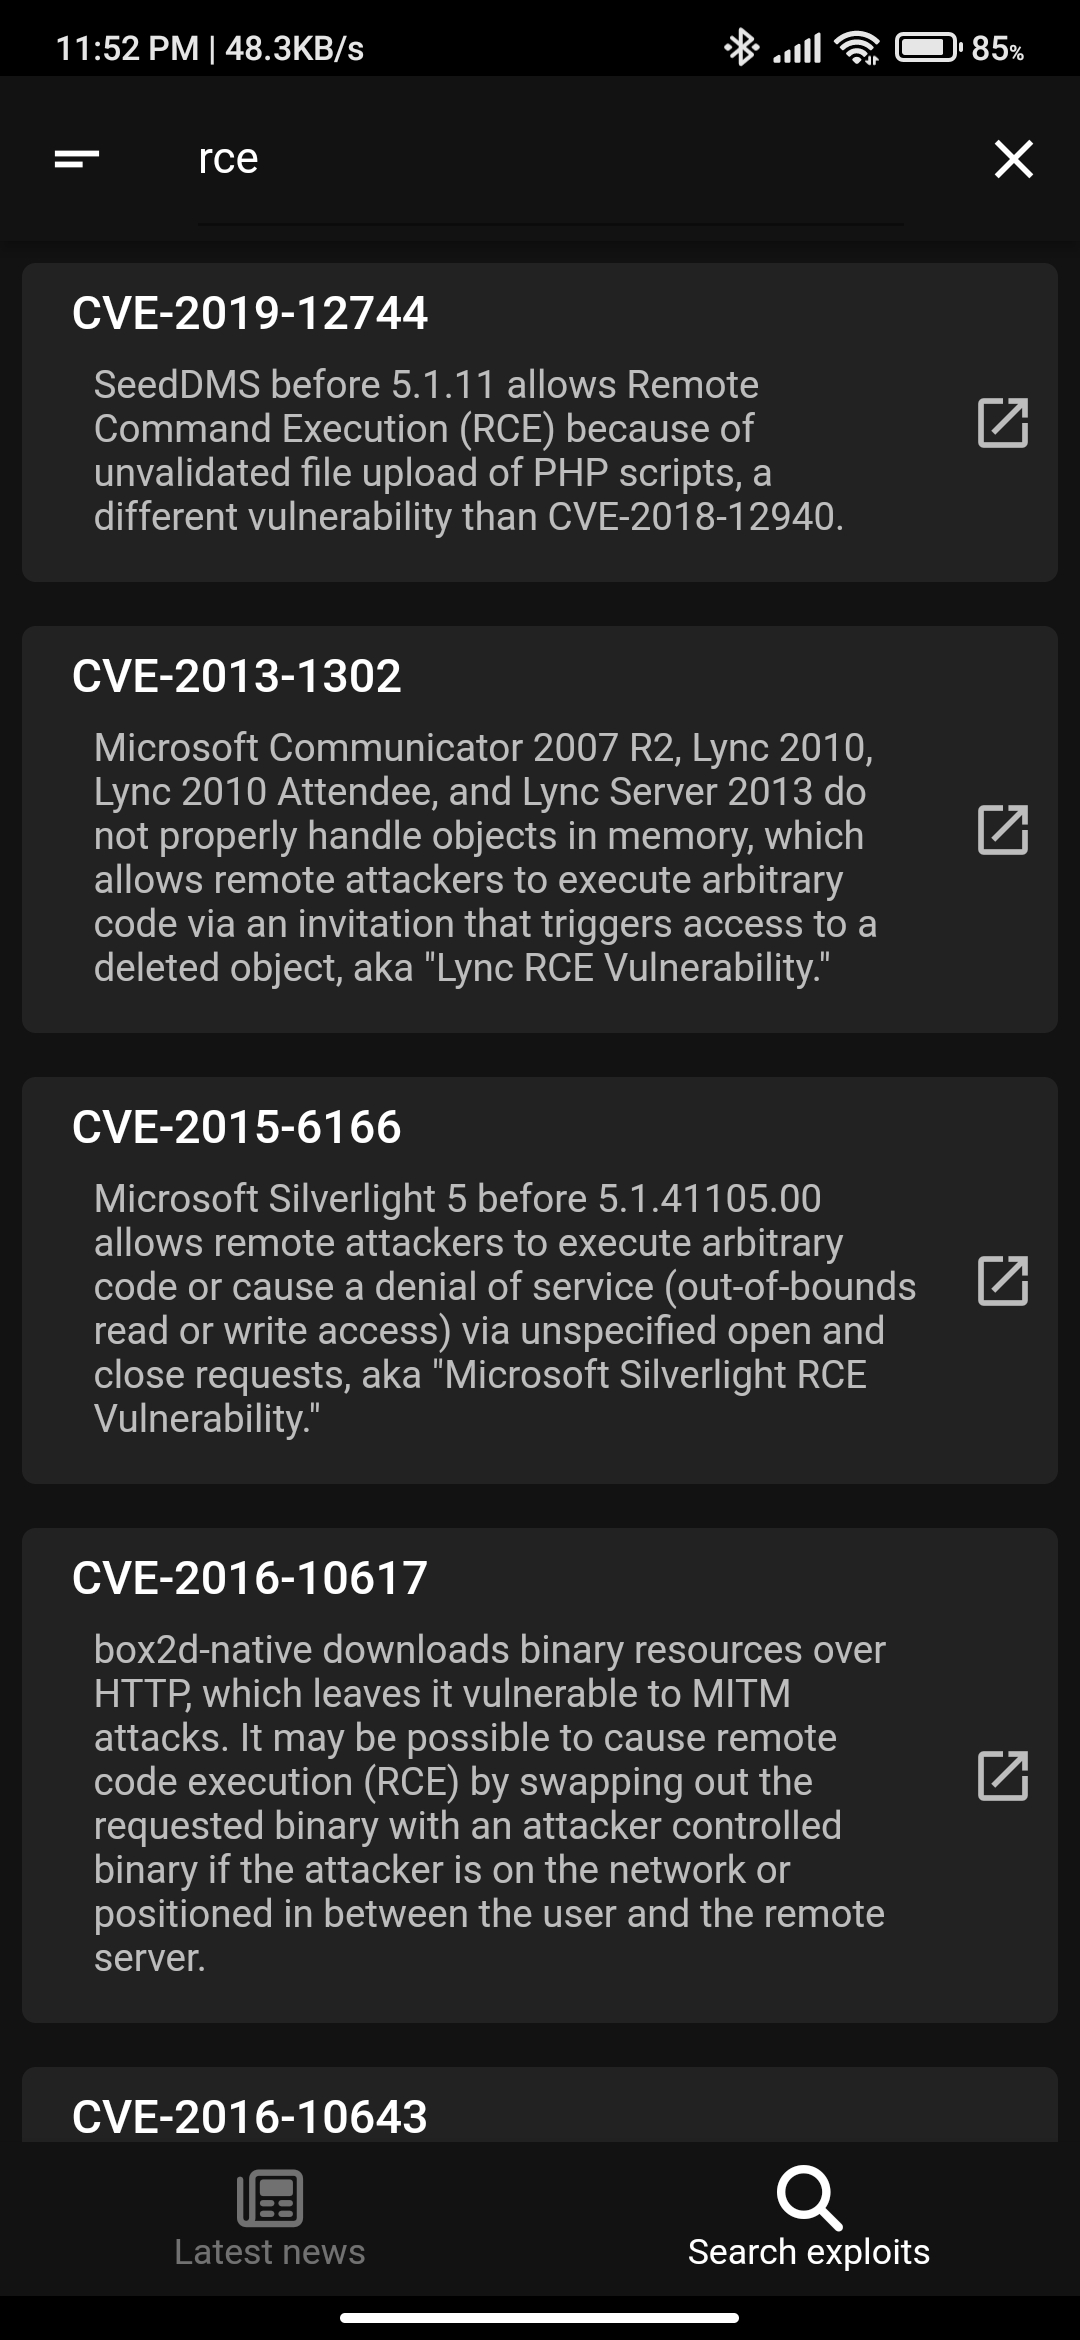 11:52 PM | 48.3KB/s 85%
rce
CVE-2019-12744
SeedDMS before 5.1.11 allows Remote
Command Execution (RCE) because of
unvalidated file upload of PHP scripts, a
different vulnerability than CVE-2018-12940.
CVE-2013-1302
Microsoft Communicator 2007 R2, Lync 2010,
Lync 2010 Attendee, and Lync Server 2013 do
not properly handle objects in memory, which
allows remote attackers to execute arbitrary
code via an invitation that triggers access to a
deleted object, aka "Lync RCE Vulnerability."
CVE-2015-6166
Microsoft Silverlight 5 before 5.1.41105.00
allows remote attackers to execute arbitrary
code or cause a denial of service (out-of-bounds
read or write access) via unspecified open and
close requests, aka "Microsoft Silverlight RCE
Vulnerability."
CVE-2016-10617
box2d-native downloads binary resources over
HTTP, which leaves it vulnerable to MITM
attacks. It may be possible to cause remote
code execution (RCE) by swapping out the
requested binary with an attacker controlled
binary if the attacker is on the network or
positioned in between the user and the remote
server.
CVE-2016-10643
Latest news
Search exploits